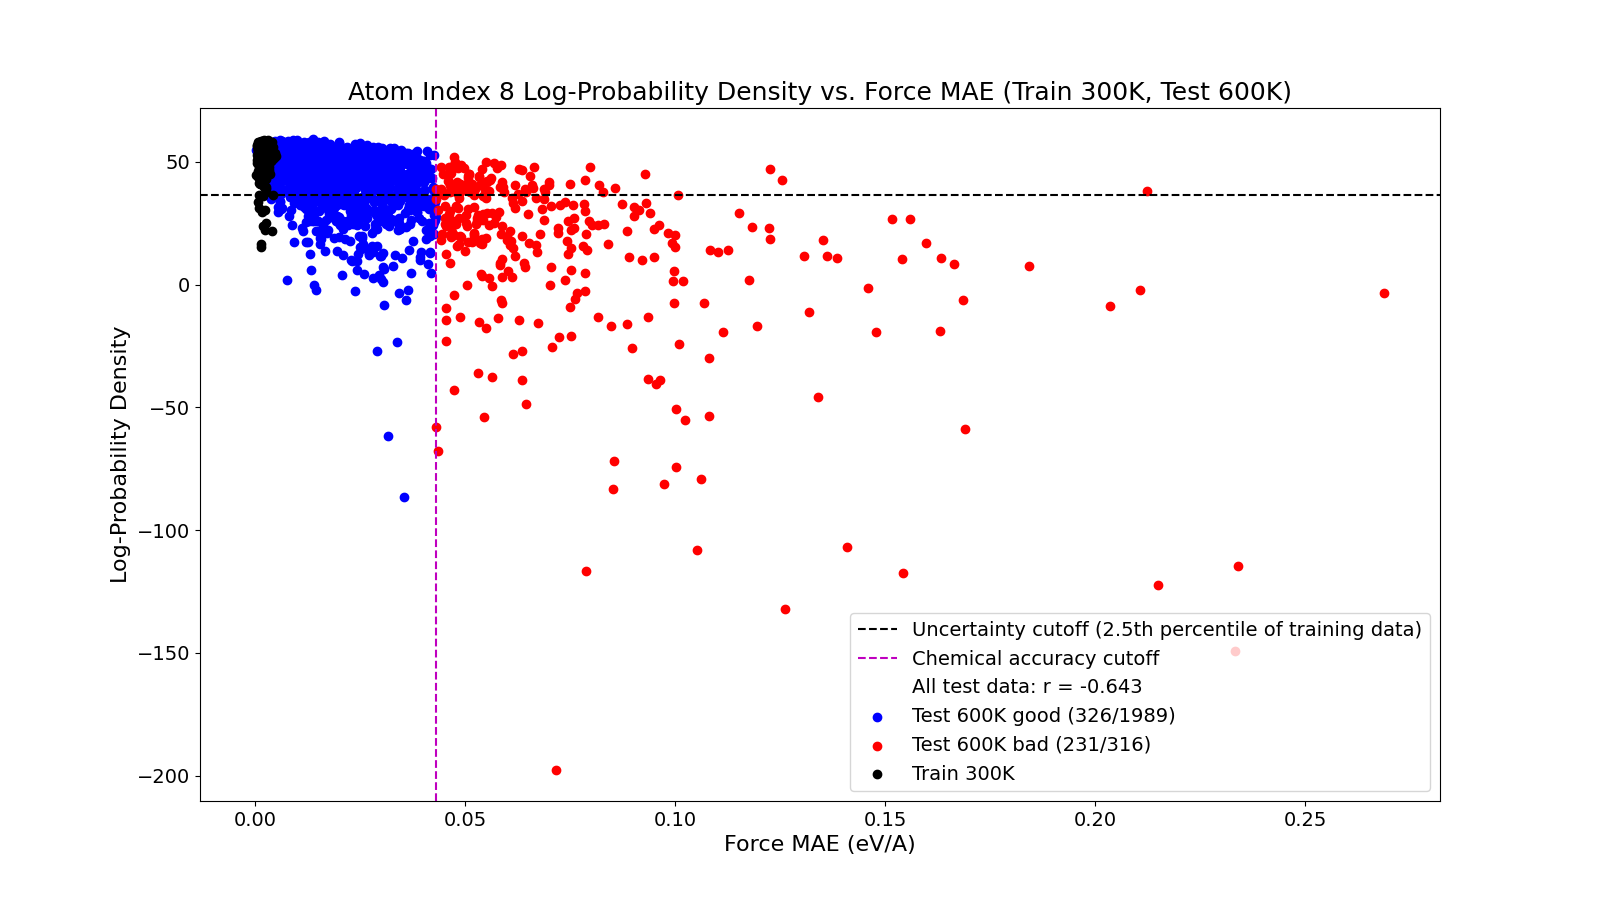 Atom Index 8 Log-Probability Density vs. Force MAE (Train 300K, Test 600K)
Log-Probability Density
50
0
−50
−100
−150
−200
Uncertainty cutoff (2.5th percentile of training data)
Chemical accuracy cutoff
All test data: r = -0.643
Test 600K good (326/1989)
Test 600K bad (231/316)
Train 300K
0.00 0.05 0.10 0.15 0.20 0.25
Force MAE (eV/A)